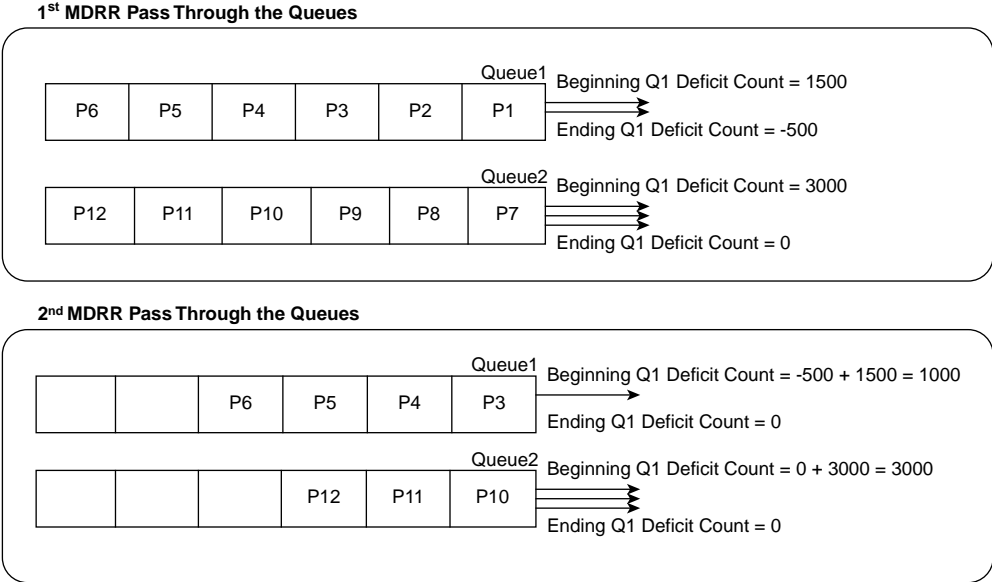 1st MDRR Pass Through the Queues
Queue1
Beginning Q1 Deficit Count = 1500
P6 P5 P4 P3 P2 P1
Ending Q1 Deficit Count = -500
Queue2
Beginning Q1 Deficit Count = 3000
P12 P11 P10 P9 P8 P7
Ending Q1 Deficit Count = 0
2nd MDRR Pass Through the Queues
Queue1
Beginning Q1 Deficit Count = -500 + 1500 = 1000
P6 P5 P4 P3
Ending Q1 Deficit Count = 0
Queue2
Beginning Q1 Deficit Count = 0 + 3000 = 3000
P12 P11 P10
Ending Q1 Deficit Count = 0